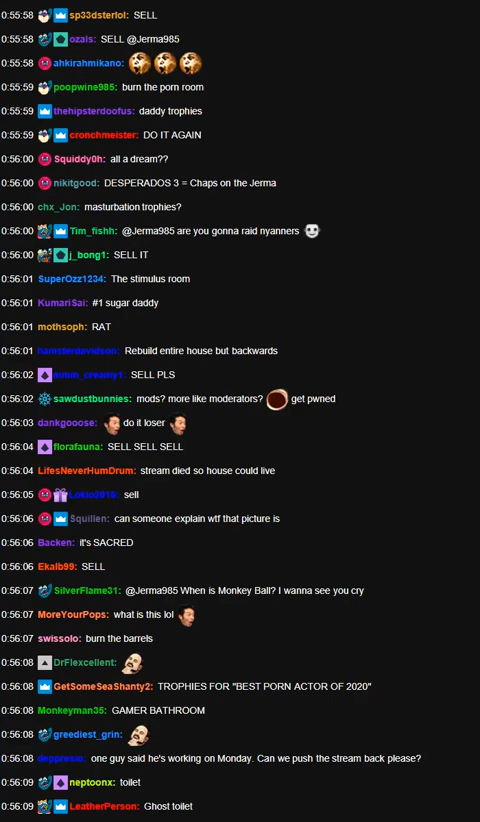 0:55:58 sp33dsterlol: SELL
0:55:58 ozais: SELL @Jerma985
0:55:58 ahkirahmikano:
0:55:59 poopwine985: burn the porn room
0:55:59 thehipsterdoofus: daddy trophies
0:55:59 cronchmeister: DO IT AGAIN
0:56:00 Squiddy0h: all a dream??
0:56:00 nikitgood: DESPERADOS 3 = Chaps on the Jerma
0:56:00 chx_Jon: masturbation trophies?
0:56:00 Tim_fishh: @Jerma985 are you gonna raid nyanners
0:56:00 j_bong1: SELL IT
0:56:01 SuperOzz1234: The stimulus room
0:56:01 KumariSai: #1 sugar daddy
0:56:01 mothsoph: RAT
0:56:01 hamsterdavidson: Rebuild entire house but backwards
0:56:02 mium_creamy1: SELL PLS
0:56:02 sawdustbunnies: mods? more like moderators? get pwned
0:56:03 dankgooose: do it loser
0:56:04 florafauna: SELL SELL SELL
0:56:04 LifesNeverHumDrum: stream died so house could live
0:56:05 Lokio2015: sell
0:56:06 Squillen: can someone explain wtf that picture is
0:56:06 Backen: it's SACRED
0:56:06 Ekalb99: SELL
0:56:07 SilverFlame31: @Jerma985 When is Monkey Ball? I wanna see you cry
0:56:07 MoreYourPops: what is this lol
0:56:07 swissolo: burn the barrels
0:56:08 DrFlexcellent:
0:56:08 GetSomeSeaShanty2: TROPHIES FOR "BEST PORN ACTOR OF 2020"
0:56:08 Monkeyman35: GAMER BATHROOM
0:56:08 greediest_grin:
0:56:08 deppresio: one guy said he's working on Monday. Can we push the stream back please?
0:56:09 neptoonx: toilet
0:56:09 LeatherPerson: Ghost toilet